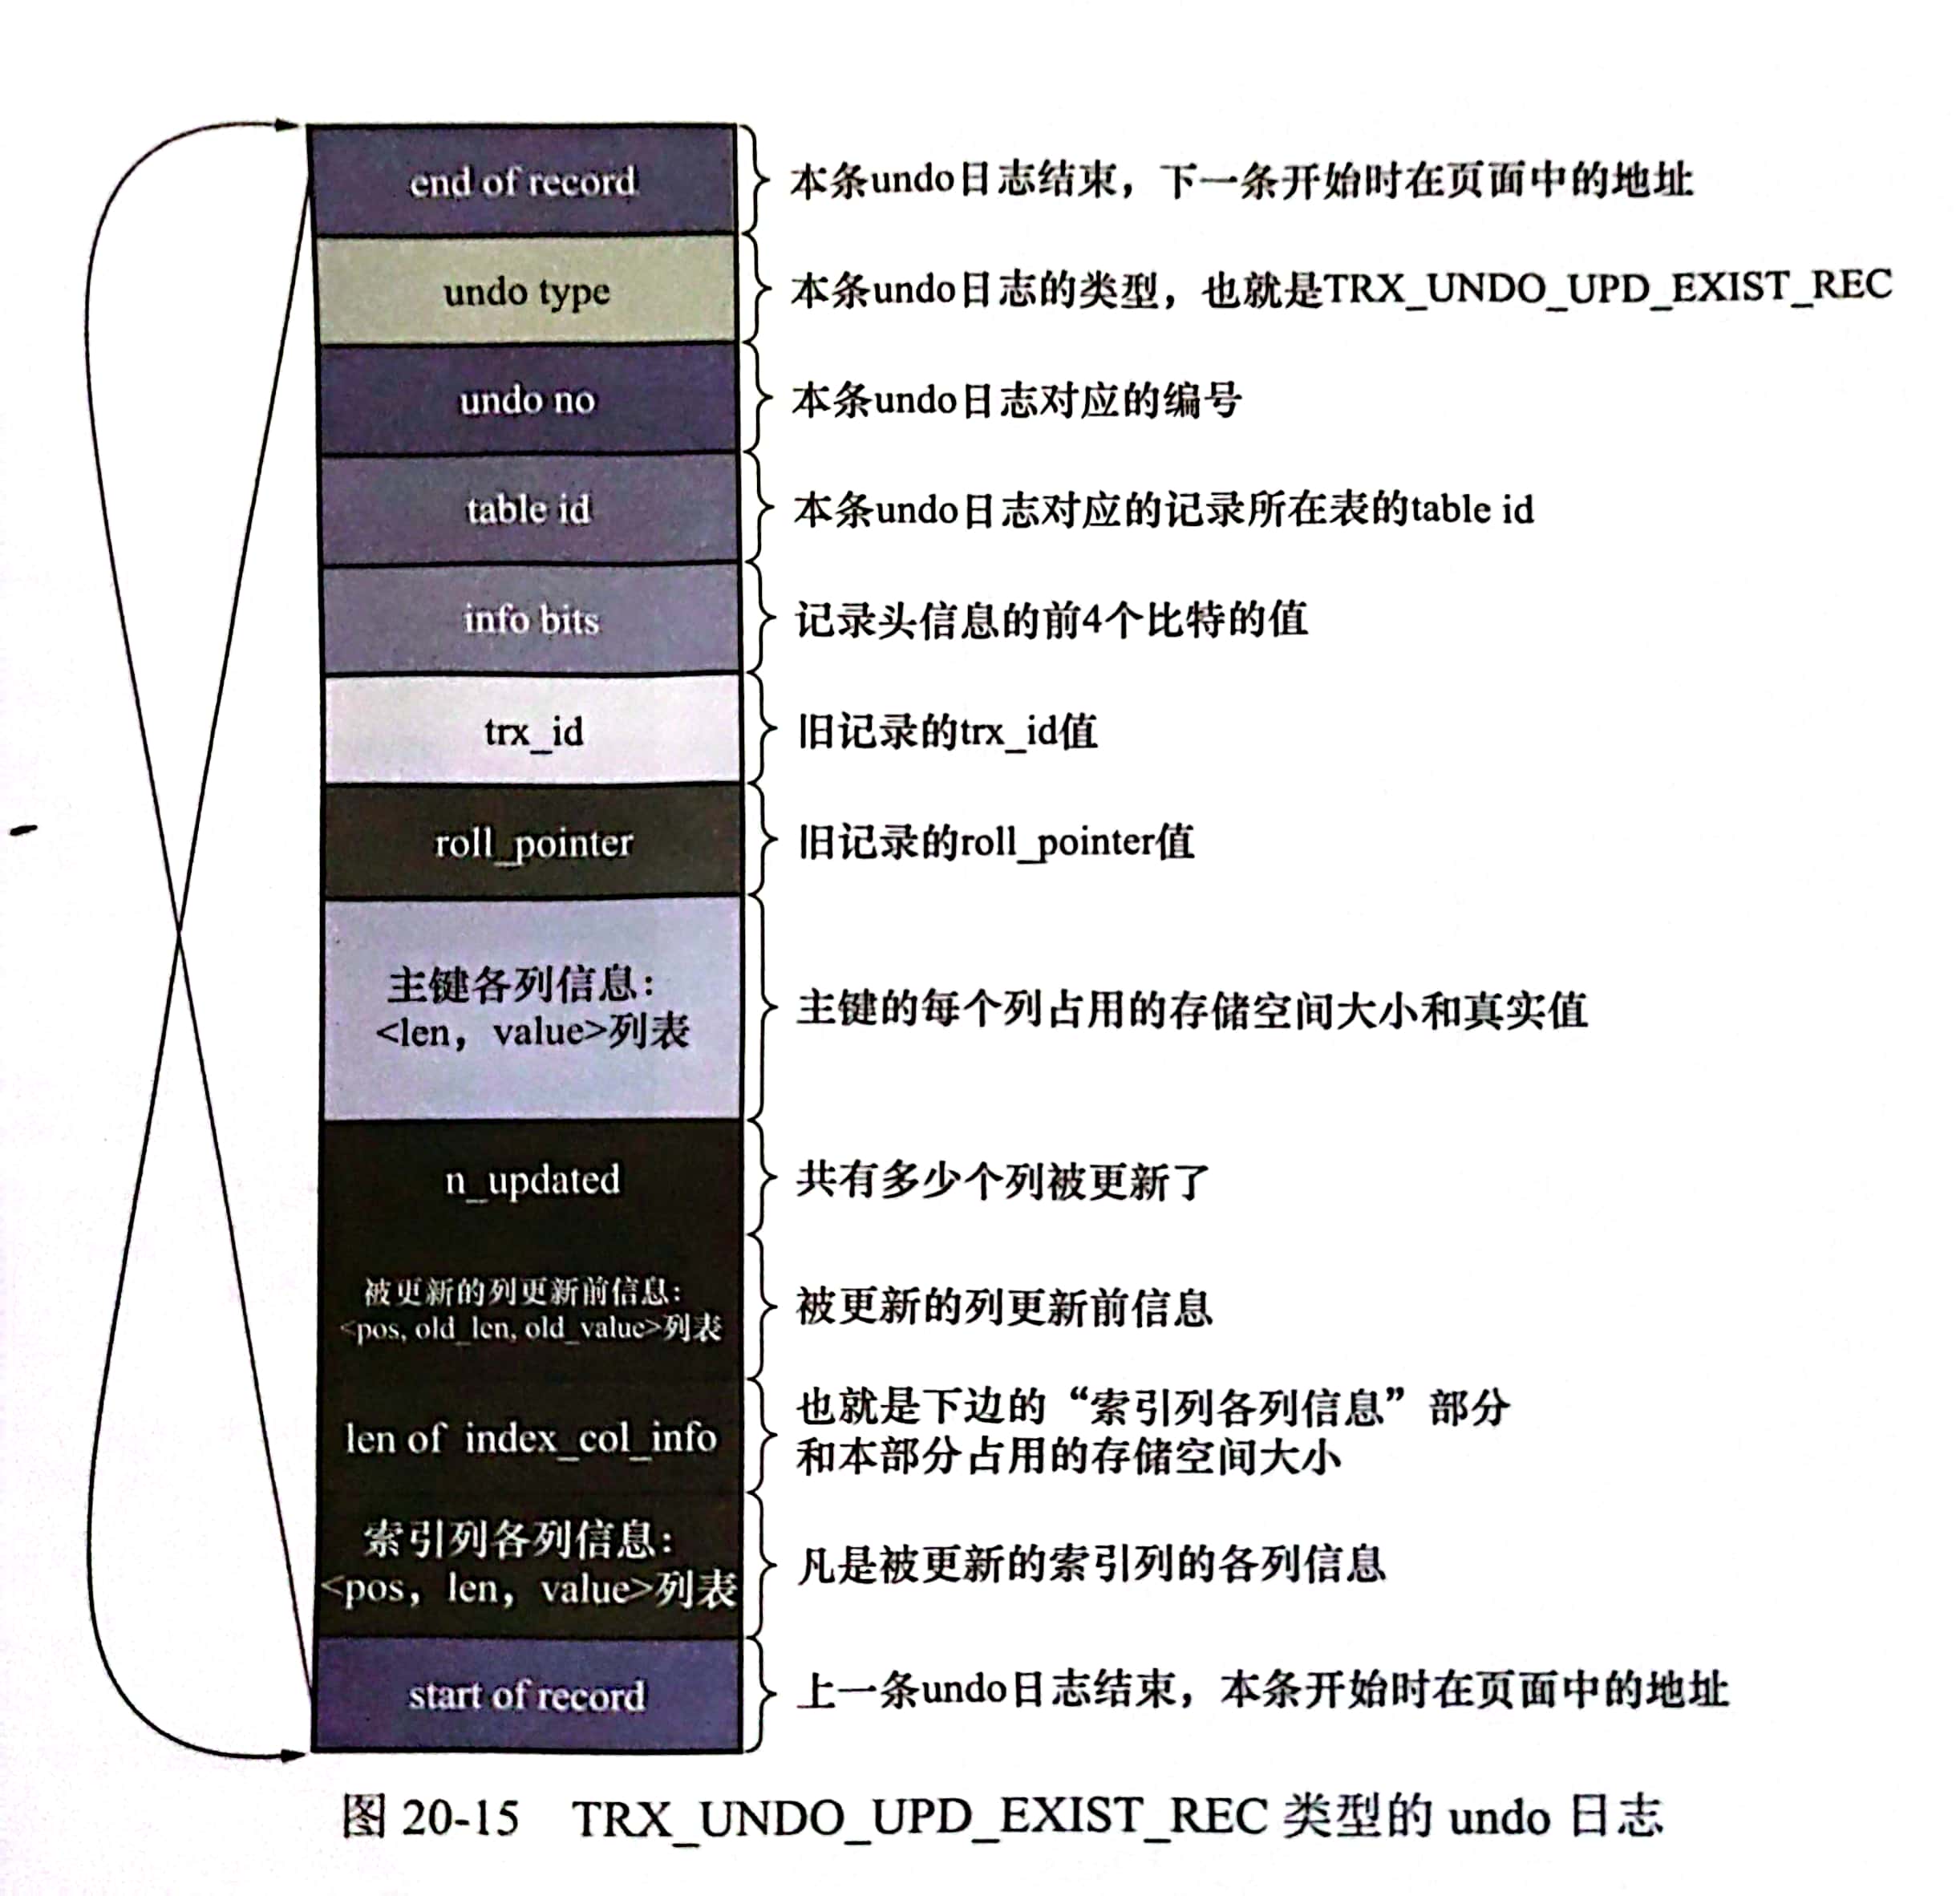 end of record
本条undo日志结束，下一条开始时在页面中的地址
undo type
本条undo日志的类型，也就是TRX_UNDO_UPD_EXIST_REC
undo no
本条undo日志对应的编号
table id
本条undo日志对应的记录所在表的table id
info bits
记录头信息的前4个比特的值
trx_id
旧记录的trx_id值
roll_pointer
旧记录的roll_pointer值
主键各列信息：
<len，value>列表
主键的每个列占用的存储空间大小和真实值
n_updated
共有多少个列被更新了
被更新的列更新前信息：
<pos, old_len, old_value>列表
被更新的列更新前信息
len of index_col_info
也就是下边的“索引列各列信息”部分
和本部分占用的存储空间大小
索引列各列信息：
<pos，len，value>列表
凡是被更新的索引列的各列信息
start of record
上一条undo日志结束，本条开始时在页面中的地址
图 20-15 TRX_UNDO_UPD_EXIST_REC 类型的 undo 日志